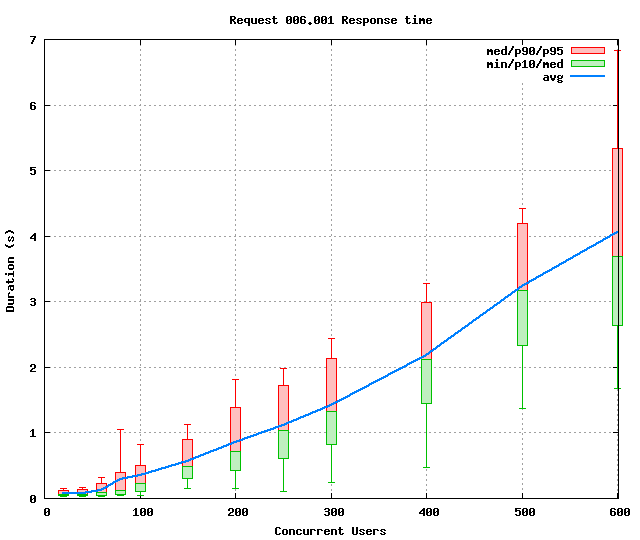 Request 006.001 Response time
7
med/p90/p95
min/p10/med
avg
6
5
4
3
2
1
0
Duration (s)
0 100 200 300 400 500 600
Concurrent Users